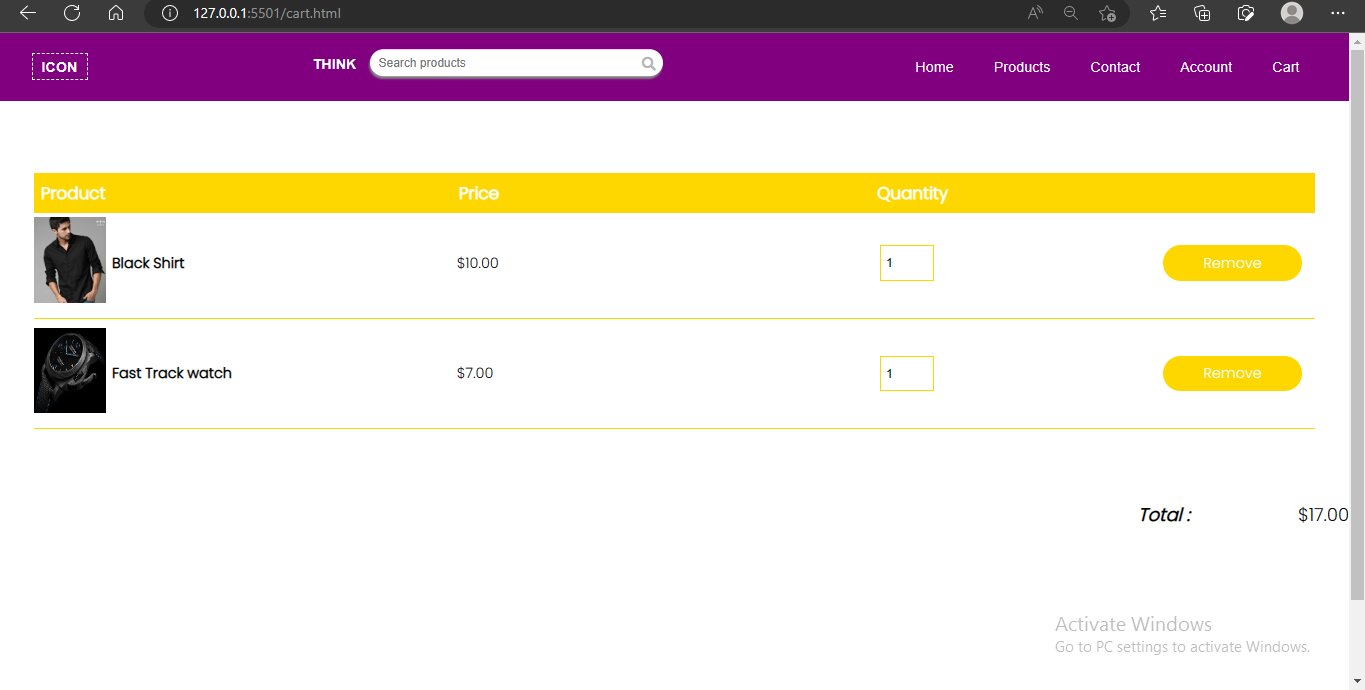 127.0.0.1:5501/cart.html
ICON THINK Search products Home Products Contact Account Cart
Product Price Quantity
Black Shirt $10.00 1 Remove
Fast Track watch $7.00 1 Remove
Total : $17.00
Activate Windows
Go to PC settings to activate Windows.